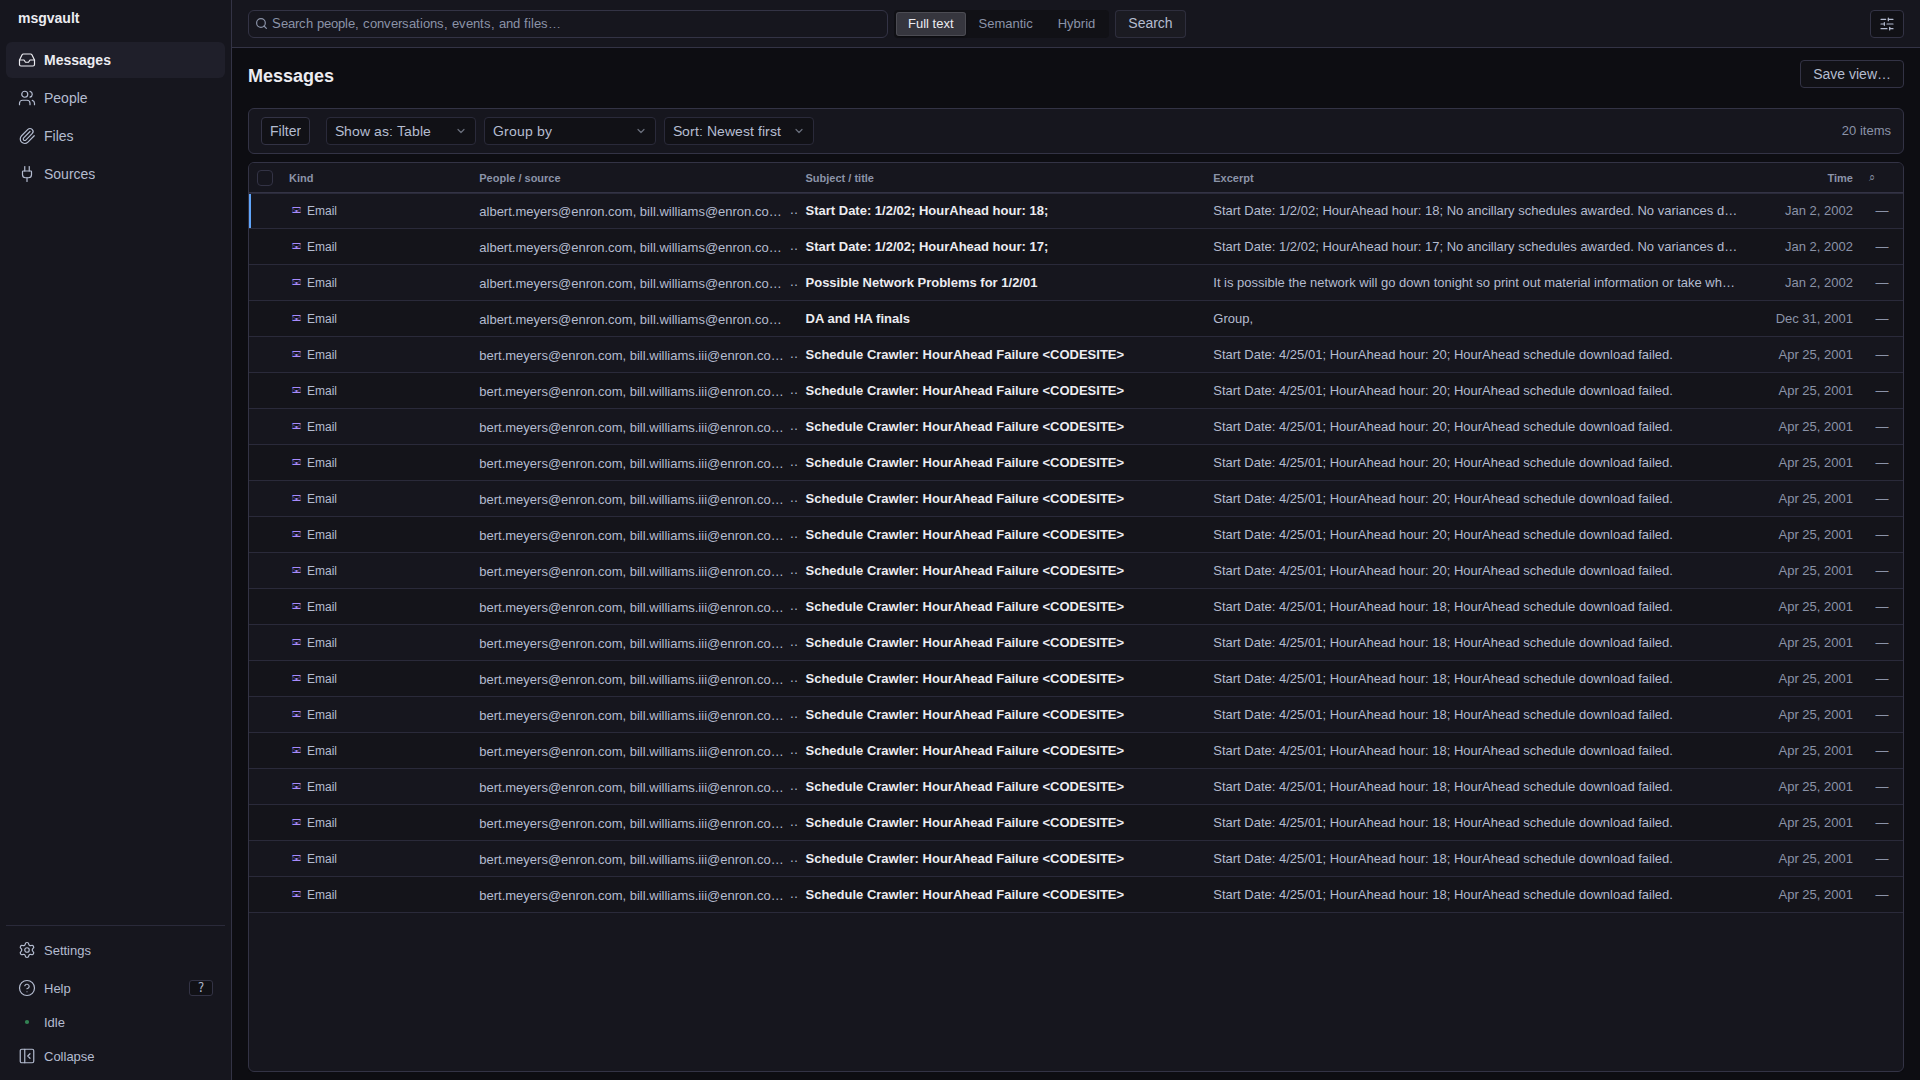 msgvault
Search people, conversations, events, and files…
Full text
Semantic
Hybrid
Search
Messages
People
Files
Sources
Messages
Save view…
Filter
Show as: Table
Group by
Sort: Newest first
20 items
Kind People / source Subject / title Excerpt Time
Email albert.meyers@enron.com, bill.williams@enron.co… .. Start Date: 1/2/02; HourAhead hour: 18; Start Date: 1/2/02; HourAhead hour: 18; No ancillary schedules awarded. No variances d… Jan 2, 2002 —
Email albert.meyers@enron.com, bill.williams@enron.co… .. Start Date: 1/2/02; HourAhead hour: 17; Start Date: 1/2/02; HourAhead hour: 17; No ancillary schedules awarded. No variances d… Jan 2, 2002 —
Email albert.meyers@enron.com, bill.williams@enron.co… .. Possible Network Problems for 1/2/01 It is possible the network will go down tonight so print out material information or take wh… Jan 2, 2002 —
Email albert.meyers@enron.com, bill.williams@enron.co… DA and HA finals Group, Dec 31, 2001 —
Email bert.meyers@enron.com, bill.williams.iii@enron.co… .. Schedule Crawler: HourAhead Failure <CODESITE> Start Date: 4/25/01; HourAhead hour: 20; HourAhead schedule download failed. Apr 25, 2001 —
Email bert.meyers@enron.com, bill.williams.iii@enron.co… .. Schedule Crawler: HourAhead Failure <CODESITE> Start Date: 4/25/01; HourAhead hour: 20; HourAhead schedule download failed. Apr 25, 2001 —
Email bert.meyers@enron.com, bill.williams.iii@enron.co… .. Schedule Crawler: HourAhead Failure <CODESITE> Start Date: 4/25/01; HourAhead hour: 20; HourAhead schedule download failed. Apr 25, 2001 —
Email bert.meyers@enron.com, bill.williams.iii@enron.co… .. Schedule Crawler: HourAhead Failure <CODESITE> Start Date: 4/25/01; HourAhead hour: 20; HourAhead schedule download failed. Apr 25, 2001 —
Email bert.meyers@enron.com, bill.williams.iii@enron.co… .. Schedule Crawler: HourAhead Failure <CODESITE> Start Date: 4/25/01; HourAhead hour: 20; HourAhead schedule download failed. Apr 25, 2001 —
Email bert.meyers@enron.com, bill.williams.iii@enron.co… .. Schedule Crawler: HourAhead Failure <CODESITE> Start Date: 4/25/01; HourAhead hour: 20; HourAhead schedule download failed. Apr 25, 2001 —
Email bert.meyers@enron.com, bill.williams.iii@enron.co… .. Schedule Crawler: HourAhead Failure <CODESITE> Start Date: 4/25/01; HourAhead hour: 20; HourAhead schedule download failed. Apr 25, 2001 —
Email bert.meyers@enron.com, bill.williams.iii@enron.co… .. Schedule Crawler: HourAhead Failure <CODESITE> Start Date: 4/25/01; HourAhead hour: 18; HourAhead schedule download failed. Apr 25, 2001 —
Email bert.meyers@enron.com, bill.williams.iii@enron.co… .. Schedule Crawler: HourAhead Failure <CODESITE> Start Date: 4/25/01; HourAhead hour: 18; HourAhead schedule download failed. Apr 25, 2001 —
Email bert.meyers@enron.com, bill.williams.iii@enron.co… .. Schedule Crawler: HourAhead Failure <CODESITE> Start Date: 4/25/01; HourAhead hour: 18; HourAhead schedule download failed. Apr 25, 2001 —
Email bert.meyers@enron.com, bill.williams.iii@enron.co… .. Schedule Crawler: HourAhead Failure <CODESITE> Start Date: 4/25/01; HourAhead hour: 18; HourAhead schedule download failed. Apr 25, 2001 —
Email bert.meyers@enron.com, bill.williams.iii@enron.co… .. Schedule Crawler: HourAhead Failure <CODESITE> Start Date: 4/25/01; HourAhead hour: 18; HourAhead schedule download failed. Apr 25, 2001 —
Email bert.meyers@enron.com, bill.williams.iii@enron.co… .. Schedule Crawler: HourAhead Failure <CODESITE> Start Date: 4/25/01; HourAhead hour: 18; HourAhead schedule download failed. Apr 25, 2001 —
Email bert.meyers@enron.com, bill.williams.iii@enron.co… .. Schedule Crawler: HourAhead Failure <CODESITE> Start Date: 4/25/01; HourAhead hour: 18; HourAhead schedule download failed. Apr 25, 2001 —
Email bert.meyers@enron.com, bill.williams.iii@enron.co… .. Schedule Crawler: HourAhead Failure <CODESITE> Start Date: 4/25/01; HourAhead hour: 18; HourAhead schedule download failed. Apr 25, 2001 —
Email bert.meyers@enron.com, bill.williams.iii@enron.co… .. Schedule Crawler: HourAhead Failure <CODESITE> Start Date: 4/25/01; HourAhead hour: 18; HourAhead schedule download failed. Apr 25, 2001 —
Settings
Help ?
Idle
Collapse